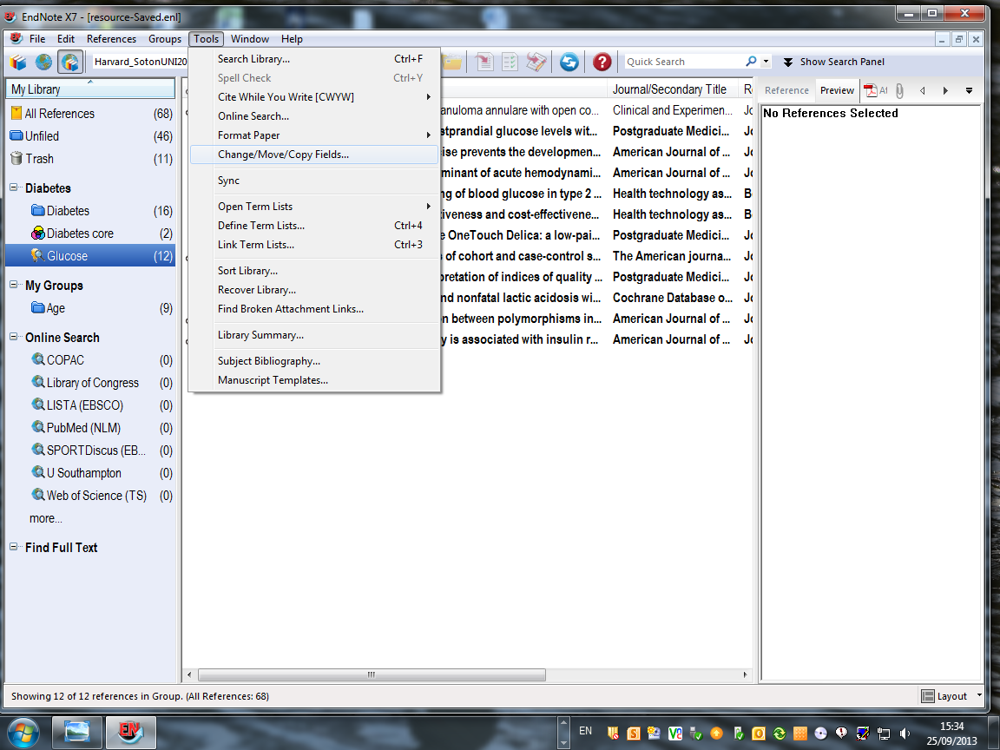 EndNote X7 - [resource-Saved.enl]
File Edit References Groups Tools Window Help
Harvard_SotonUNI20
Quick Search
Show Search Panel
My Library
All References (68)
Unfiled (46)
Trash (11)
Diabetes
Diabetes (16)
Diabetes core (2)
Glucose (12)
My Groups
Age (9)
Online Search
COPAC (0)
Library of Congress (0)
LISTA (EBSCO) (0)
PubMed (NLM) (0)
SPORTDiscus (EB... (0)
U Southampton (0)
Web of Science (TS) (0)
more...
Find Full Text
Search Library... Ctrl+F
Spell Check Ctrl+Y
Cite While You Write [CWYW]
Online Search...
Format Paper
Change/Move/Copy Fields...
Sync
Open Term Lists
Define Term Lists... Ctrl+4
Link Term Lists... Ctrl+3
Sort Library...
Recover Library...
Find Broken Attachment Links...
Library Summary...
Subject Bibliography...
Manuscript Templates...
Journal/Secondary Title
anuloma annulare with open co... Clinical and Experimen...
stprandial glucose levels wit... Postgraduate Medici...
ise prevents the developmen... American Journal of ...
minant of acute hemodynami... American Journal of ...
ng of blood glucose in type 2 ... Health technology as...
tiveness and cost-effectivene... Health technology as...
e OneTouch Delica: a low-pai... Postgraduate Medici...
s of cohort and case-control s... The American journa...
pretation of indices of quality ... Postgraduate Medici...
nd nonfatal lactic acidosis wi... Cochrane Database o...
n between polymorphisms in... American Journal of ...
y is associated with insulin r... American Journal of ...
Reference Preview At
No References Selected
Showing 12 of 12 references in Group. (All References: 68)
Layout
EN
EN
15:34
25/09/2013